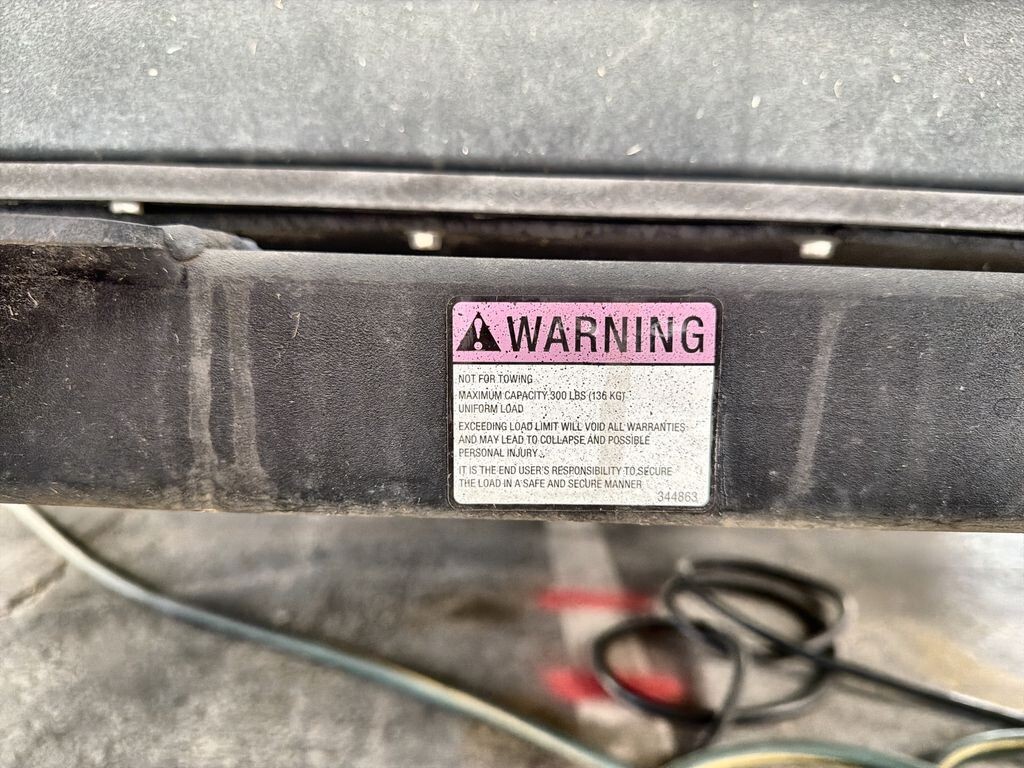 WARNING
NOT FOR TOWING
MAXIMUM CAPACITY 300 LBS (136 KG)
UNIFORM LOAD
EXCEEDING LOAD LIMIT WILL VOID ALL WARRANTIES
AND MAY LEAD TO COLLAPSE AND POSSIBLE
PERSONAL INJURY.
IT IS THE END USER'S RESPONSIBILITY TO SECURE
THE LOAD IN A SAFE AND SECURE MANNER
344863